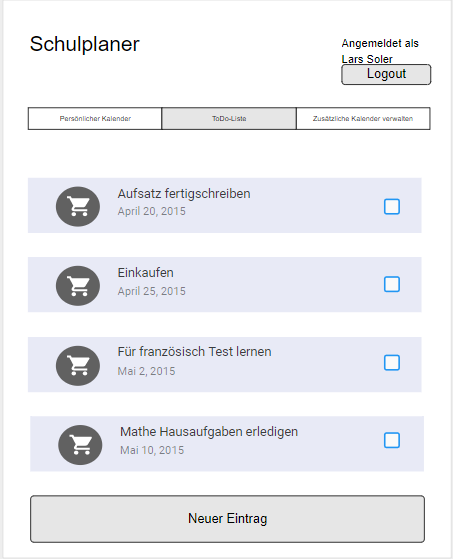 Schulplaner
Angemeldet als
Lars Soler
Logout
Persönlicher Kalender
ToDo-Liste
Zusätzliche Kalender verwalten
Aufsatz fertigschreiben
April 20, 2015
Einkaufen
April 25, 2015
Für französisch Test lernen
Mai 2, 2015
Mathe Hausaufgaben erledigen
Mai 10, 2015
Neuer Eintrag